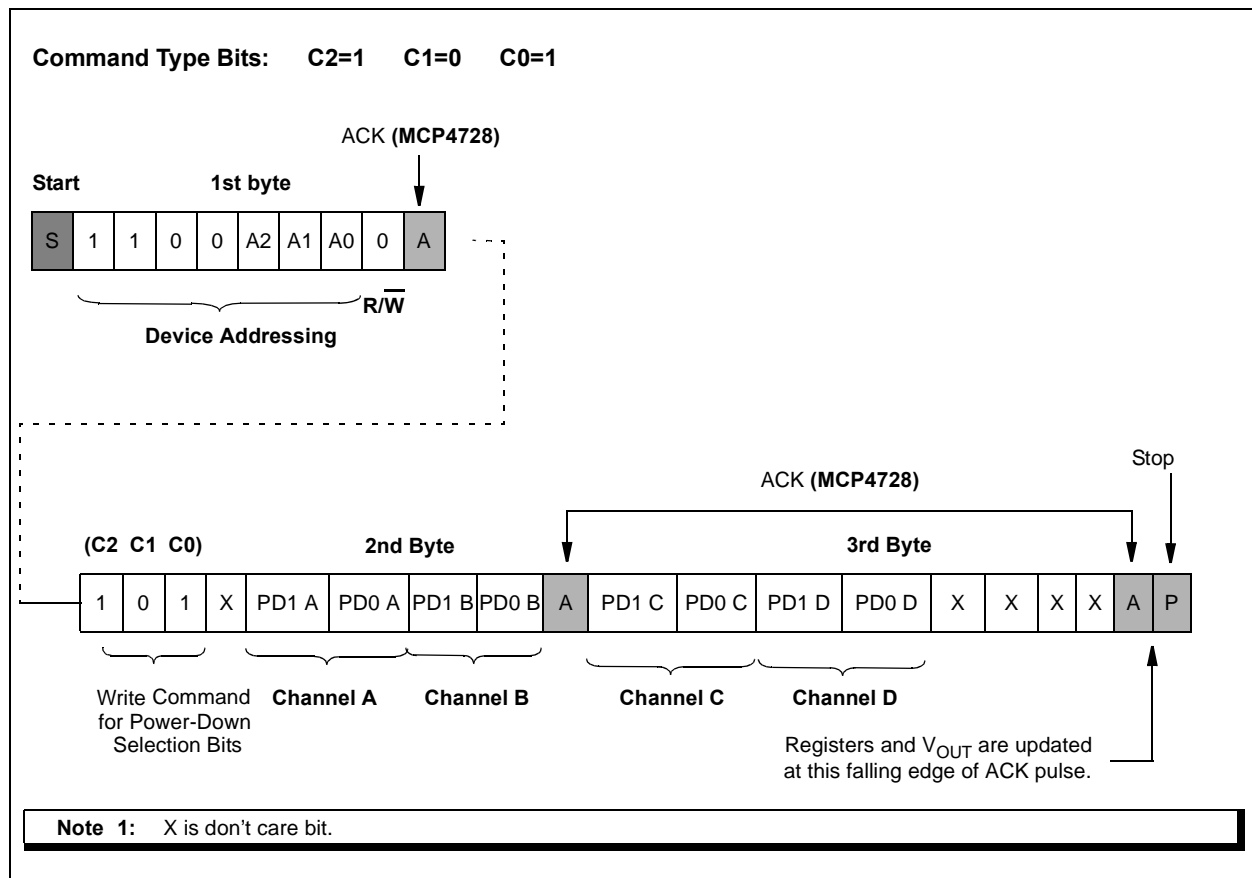 Command Type Bits: C2=1 C1=0 C0=1
ACK (MCP4728)
Start 1st byte
S 1 1 0 0 A2 A1 A0 0 A
R/W
Device Addressing
Stop
ACK (MCP4728)
(C2 C1 C0) 2nd Byte 3rd Byte
1 0 1 X PD1 A PD0 A PD1 B PD0 B A PD1 C PD0 C PD1 D PD0 D X X X X A P
Write Command
for Power-Down
Selection Bits
Channel A Channel B Channel C Channel D
Registers and VOUT are updated
at this falling edge of ACK pulse.
Note 1: X is don't care bit.